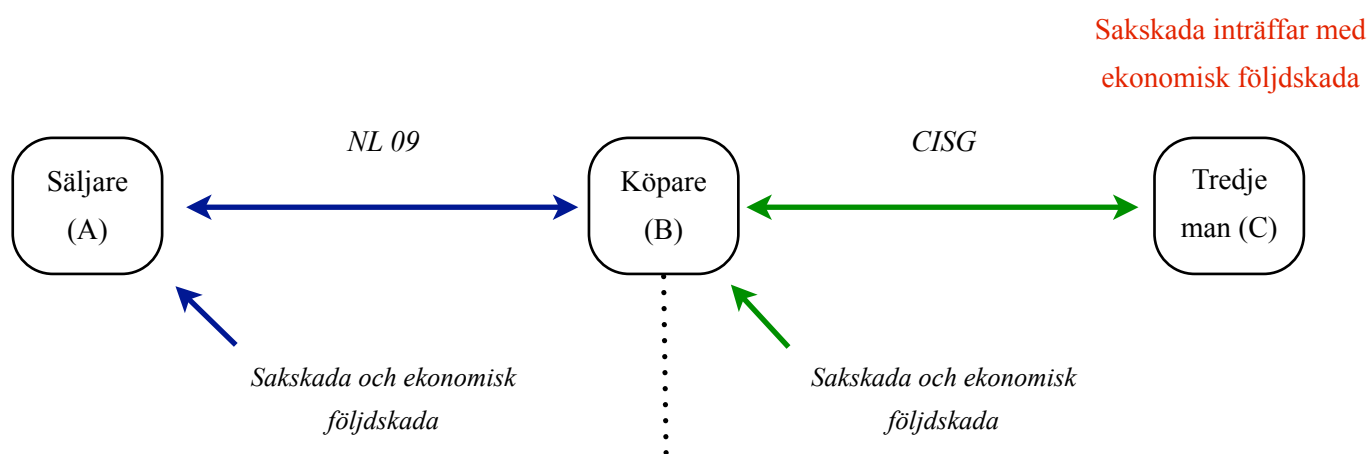 Sakskada inträffar med
ekonomisk följdskada
NL 09
CISG
Säljare
(A)
Köpare
(B)
Tredje
man (C)
Sakskada och ekonomisk
följdskada
Sakskada och ekonomisk
följdskada